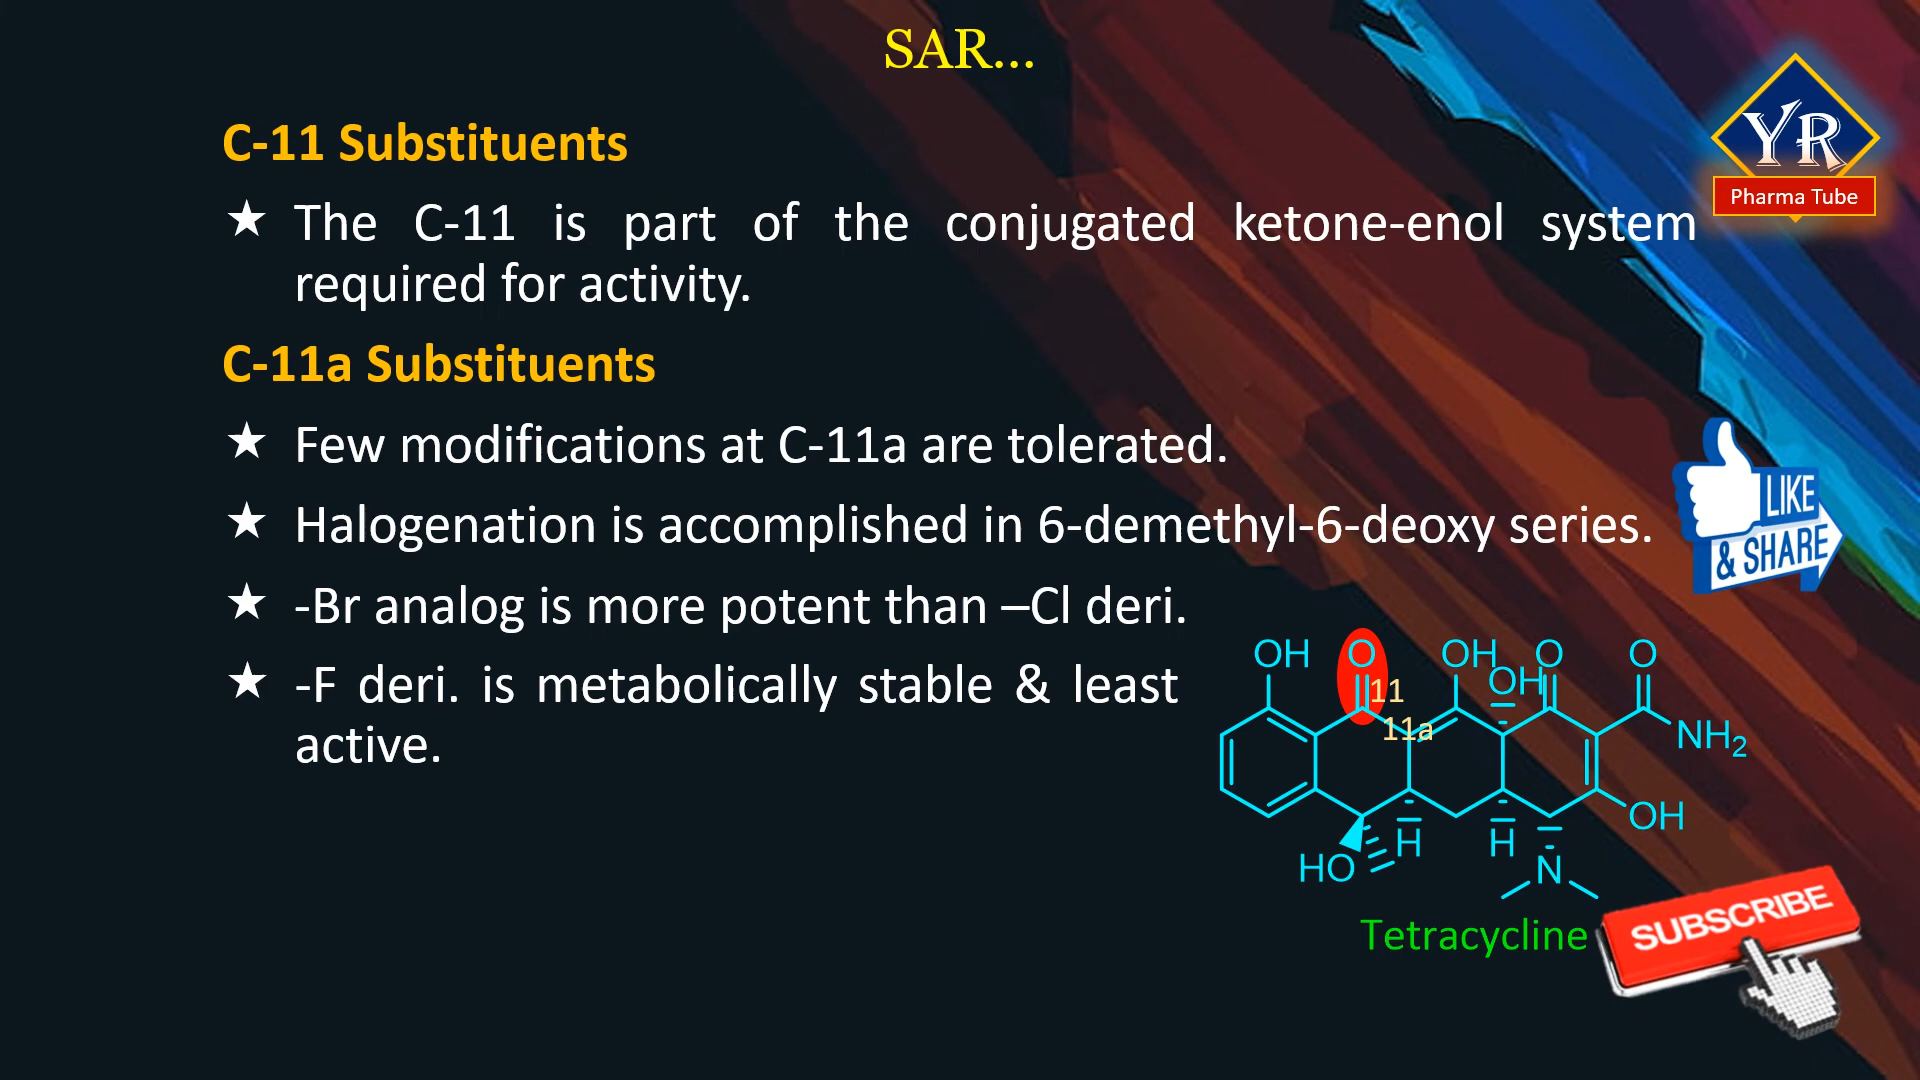 SAR...
YR
Pharma Tube
C-11 Substituents
★ The C-11 is part of the conjugated ketone-enol system
required for activity.
C-11a Substituents
★ Few modifications at C-11a are tolerated.
★ Halogenation is accomplished in 6-demethyl-6-deoxy series.
LIKE
& SHARE
★ -Br analog is more potent than –Cl deri.
★ -F deri. is metabolically stable & least
active.
OH O OH OH O O
11
11a
NH2
OH
HO H H N
Tetracycline
SUBSCRIBE